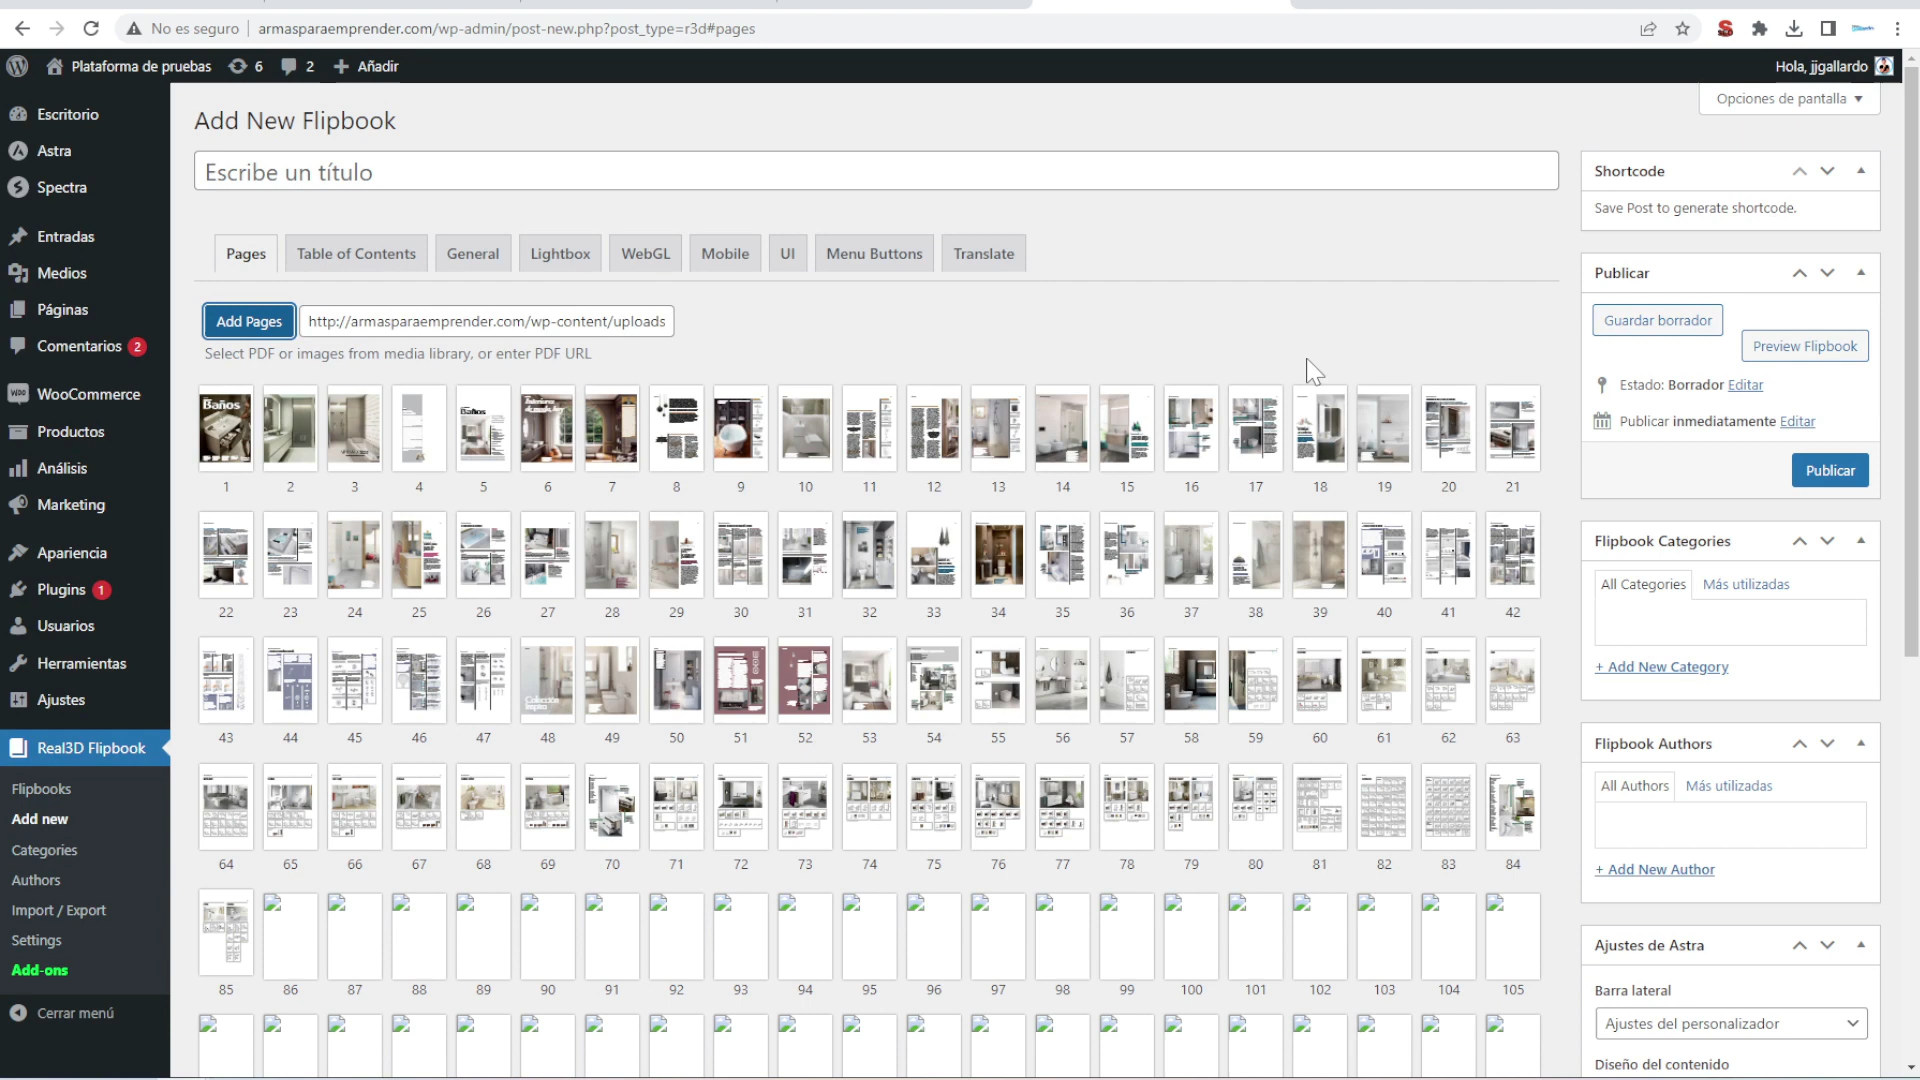 No es seguro
armasparaemprender.com/wp-admin/post-new.php?post_type=r3d#pages
Plataforma de pruebas
6
2
Añadir
Hola, jjgallardo
Opciones de pantalla
Escritorio
Astra
Spectra
Entradas
Medios
Páginas
Comentarios 2
WooCommerce
Productos
Análisis
Marketing
Apariencia
Plugins 1
Usuarios
Herramientas
Ajustes
Real3D Flipbook
Flipbooks
Add new
Categories
Authors
Import / Export
Settings
Add-ons
Cerrar menú
Add New Flipbook
Escribe un título
Pages
Table of Contents
General
Lightbox
WebGL
Mobile
UI
Menu Buttons
Translate
Add Pages
http://armasparaemprender.com/wp-content/uploads
Select PDF or images from media library, or enter PDF URL
Baños
Baños
1 2 3 4 5 6 7 8 9 10 11 12 13 14 15 16 17 18 19 20 21
22 23 24 25 26 27 28 29 30 31 32 33 34 35 36 37 38 39 40 41 42
43 44 45 46 47 48 49 50 51 52 53 54 55 56 57 58 59 60 61 62 63
64 65 66 67 68 69 70 71 72 73 74 75 76 77 78 79 80 81 82 83 84
85 86 87 88 89 90 91 92 93 94 95 96 97 98 99 100 101 102 103 104 105
Shortcode
Save Post to generate shortcode.
Publicar
Guardar borrador
Preview Flipbook
Estado: Borrador Editar
Publicar inmediatamente Editar
Publicar
Flipbook Categories
All Categories
Más utilizadas
+ Add New Category
Flipbook Authors
All Authors
Más utilizadas
+ Add New Author
Ajustes de Astra
Barra lateral
Ajustes del personalizador
Diseño del contenido